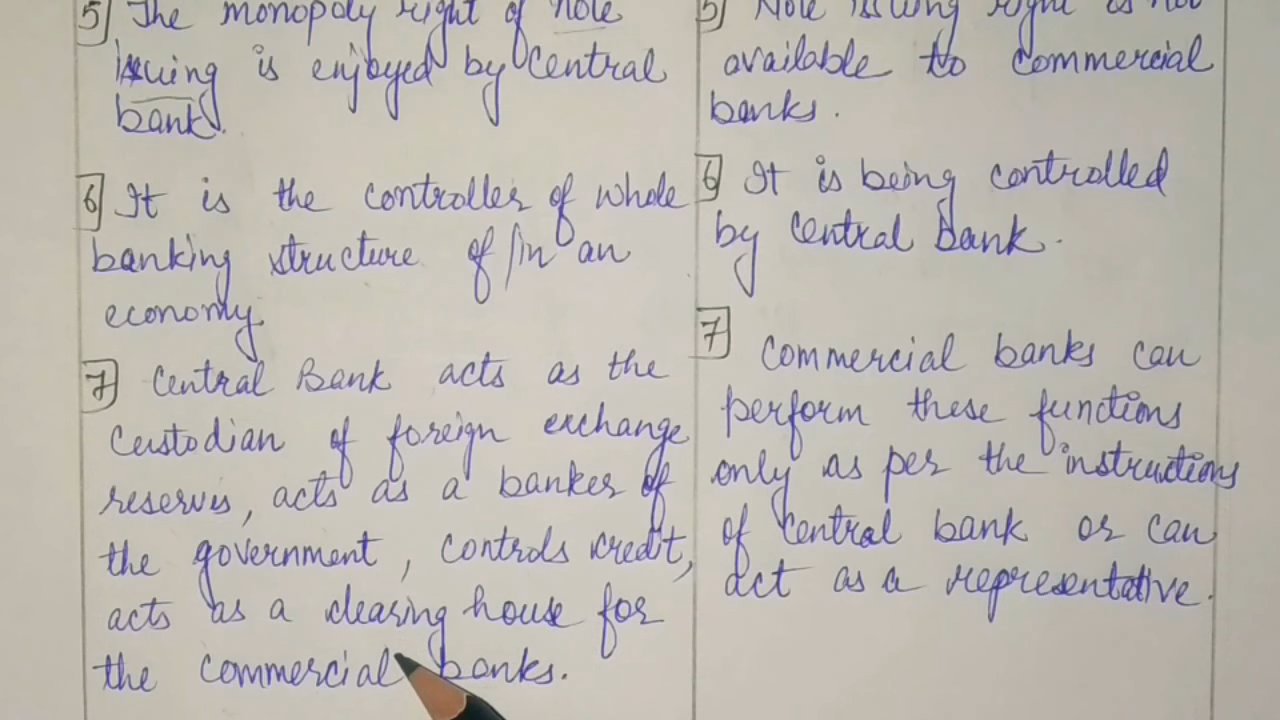 5] The monopoly right of note
issuing is enjoyed by Central
bank.
6] It is the controller of whole
banking structure of/in an
economy.
7] Central Bank acts as the
Custodian of foreign exchange
reserves, acts as a banker of
the government, controls credit,
acts as a clearing house for
the commercial banks.
5] Note issuing right is not
available to commercial
banks.
6] It is being controlled
by Central Bank.
7] Commercial banks can
perform these functions
only as per the instructions
of Central bank or can
act as a representative.